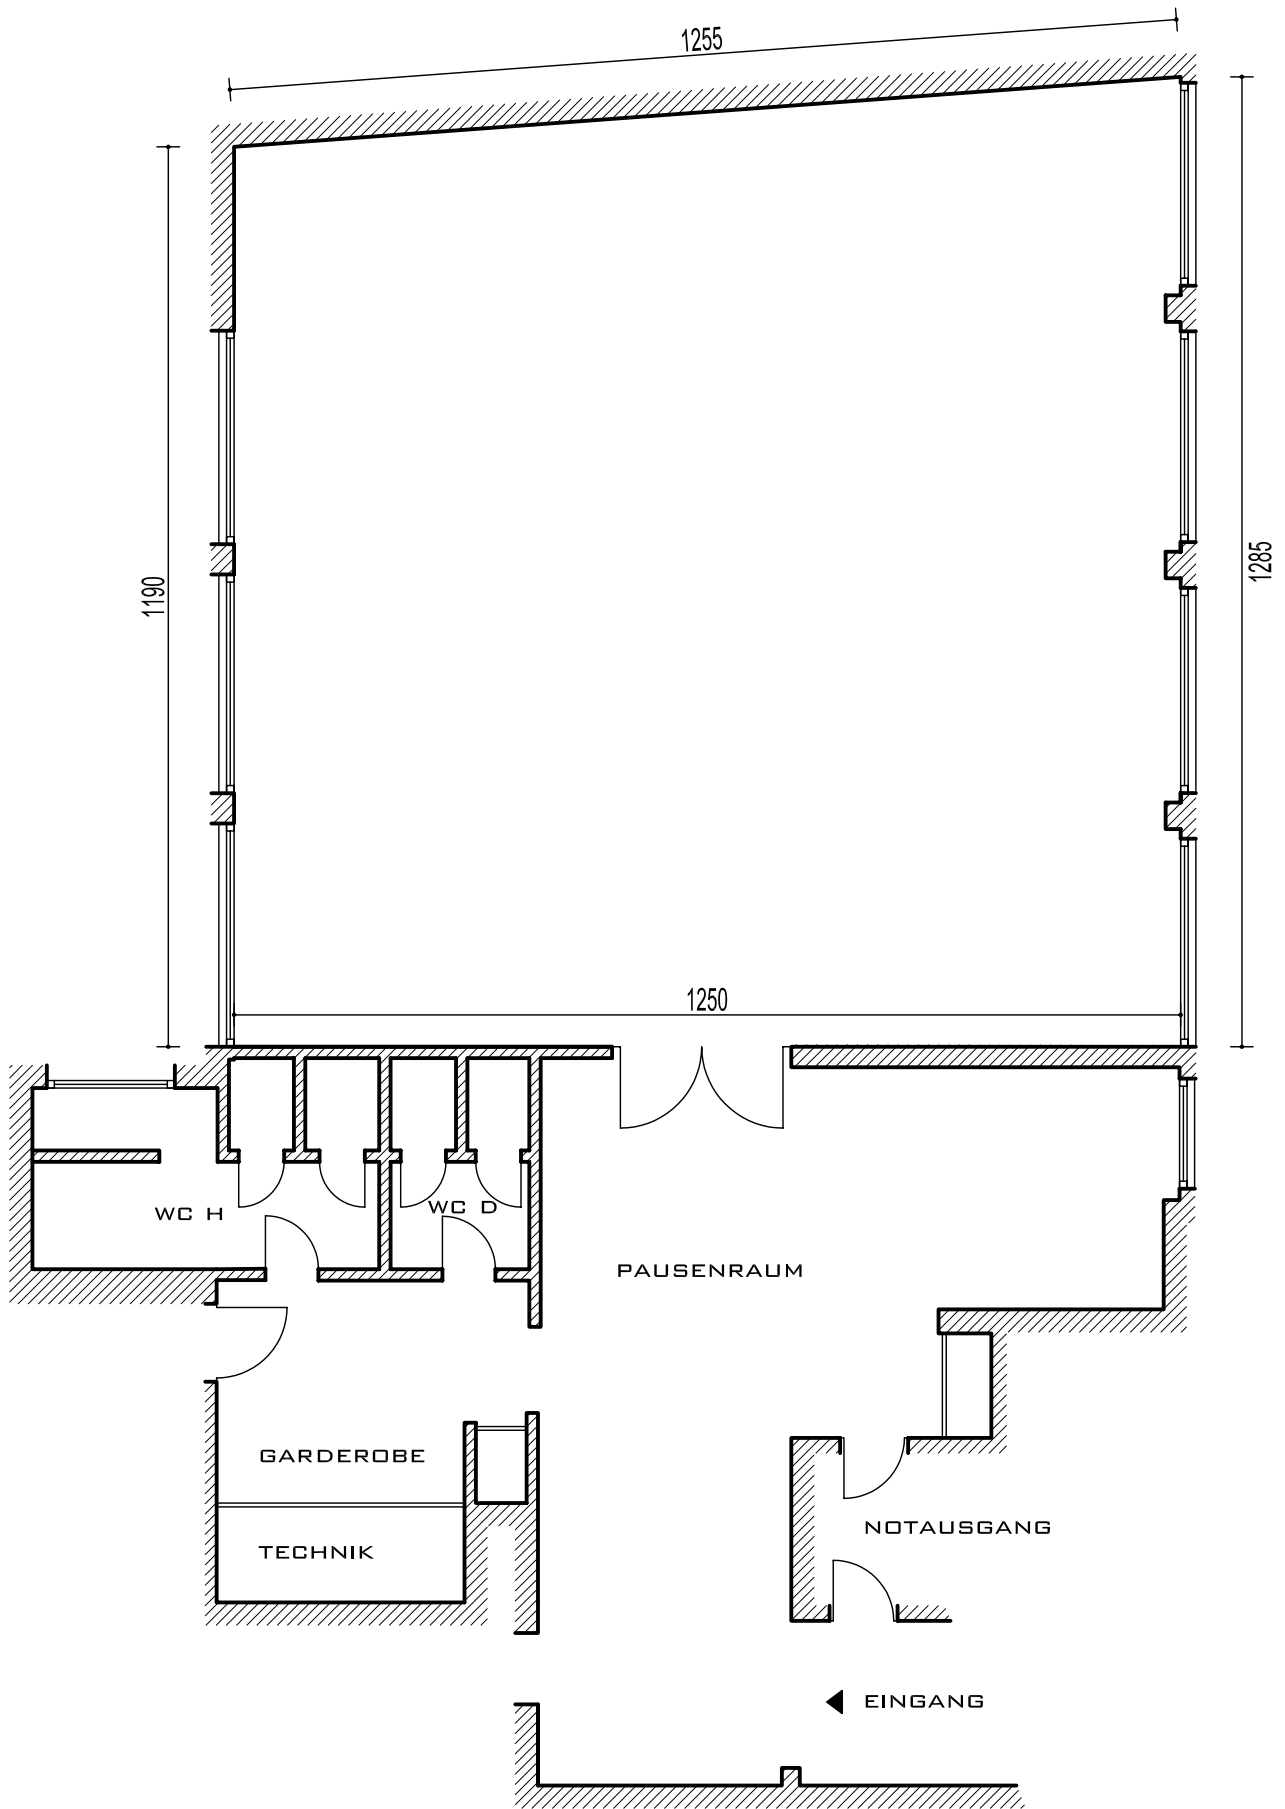 1255
1190
1285
1250
WC H
WC D
PAUSENRAUM
GARDEROBE
NOTAUSGANG
TECHNIK
EINGANG